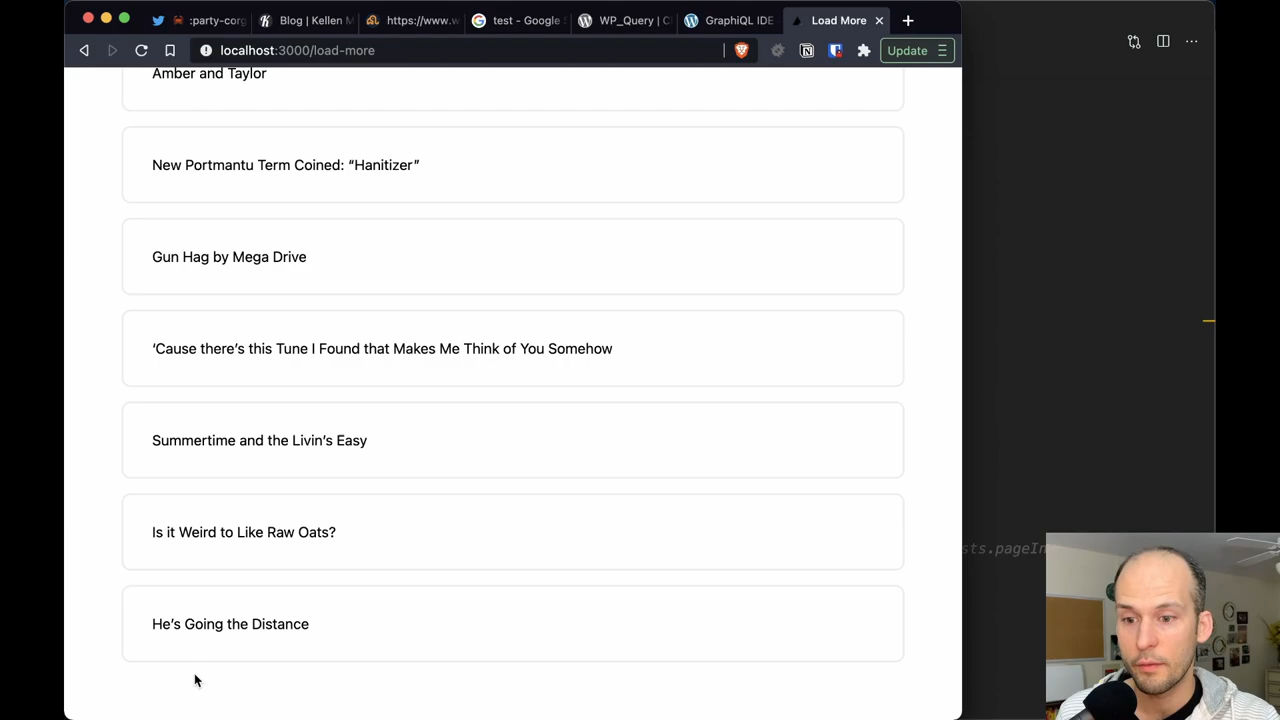 :party-corg
Blog | Kellen M
https://www.w
test - Google S
WP_Query | C
GraphiQL IDE
Load More
localhost:3000/load-more
Update
Amber and Taylor
New Portmantu Term Coined: “Hanitizer”
Gun Hag by Mega Drive
‘Cause there’s this Tune I Found that Makes Me Think of You Somehow
Summertime and the Livin’s Easy
Is it Weird to Like Raw Oats?
sts.pageIn
He’s Going the Distance